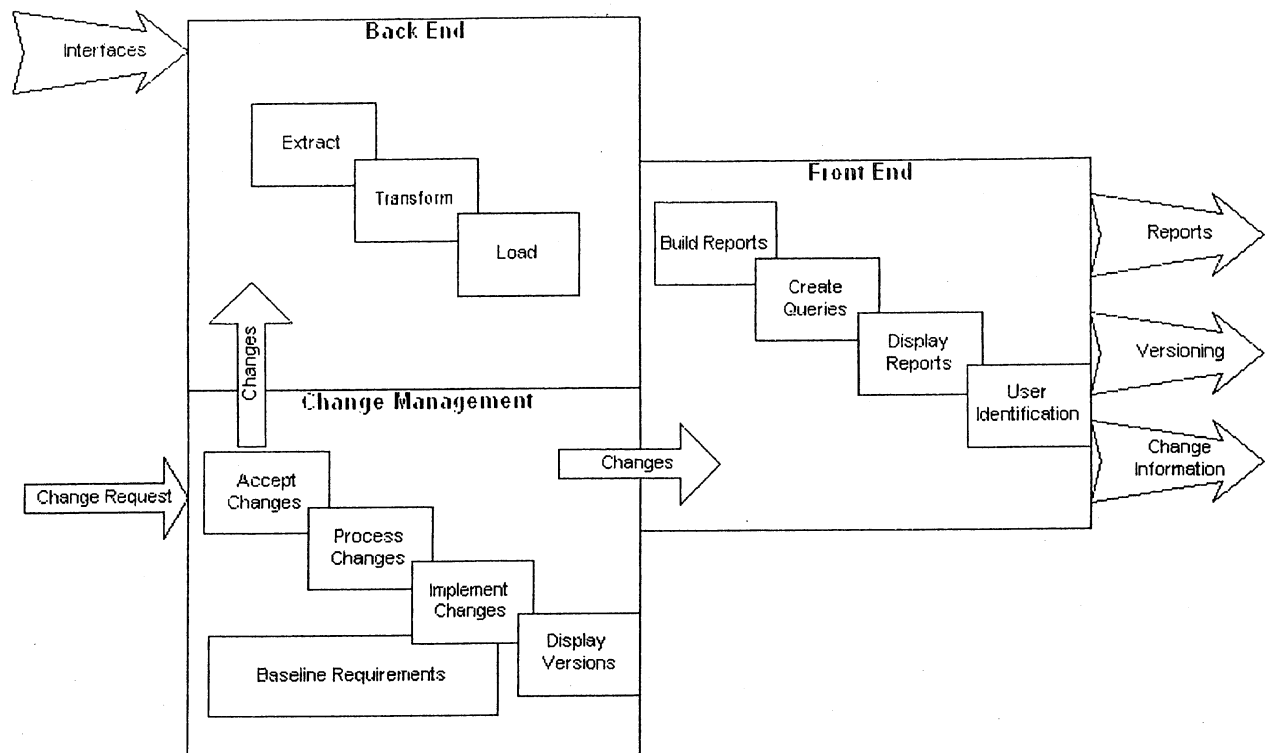 Interfaces
Back End
Extract
Transform
Load
Changes
Change Management
Change Request
Accept
Changes
Process
Changes
Implement
Changes
Display
Versions
Baseline Requirements
Changes
Front End
Build Reports
Create
Queries
Display
Reports
User
Identification
Reports
Versioning
Change
Information